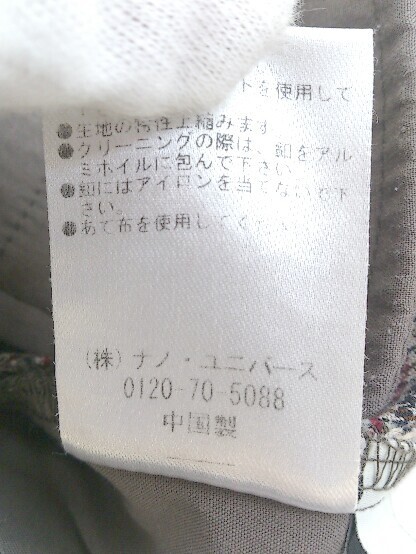 トを使用して
●生地の特性上縮みます
●クリーニングの際は、釦をアル
ミホイルに包んで下さい。
●釦にはアイロンを当てないで下
さい。
●あて布を使用してください
(株)ナノ・ユニバース
0120-70-5088
中国製